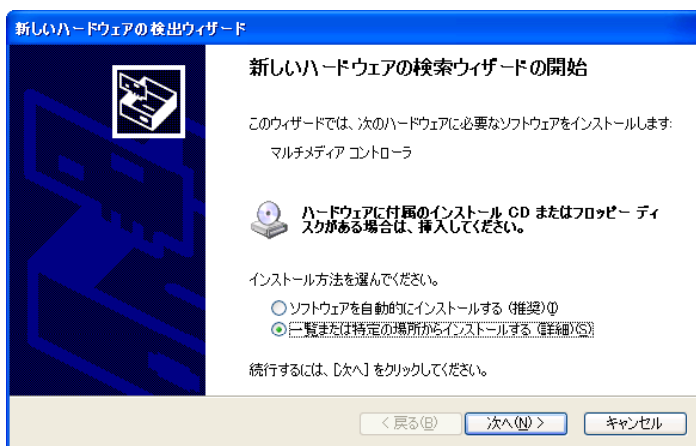 新しいハードウェアの検出ウィザード
新しいハードウェアの検索ウィザードの開始
このウィザードでは、次のハードウェアに必要なソフトウェアをインストールします:
マルチメディア コントローラ
ハードウェアに付属のインストール CD またはフロッピー ディ
スクがある場合は、挿入してください。
インストール方法を選んでください。
ソフトウェアを自動的にインストールする (推奨)(I)
一覧または特定の場所からインストールする (詳細)(S)
続行するには、[次へ] をクリックしてください。
< 戻る(B) 次へ(N) > キャンセル